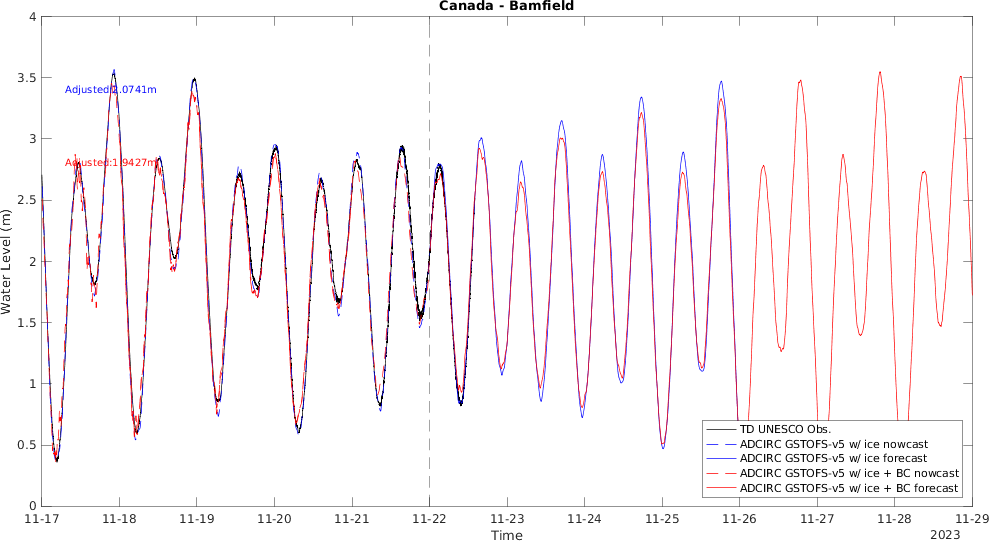 Canada - Bamfield
4
3.5
3
2.5
2
1.5
1
0.5
0
Water Level (m)
Adjusted:2.0741m
Adjusted:1.9427m
TD UNESCO Obs.
ADCIRC GSTOFS-v5 w/ ice nowcast
ADCIRC GSTOFS-v5 w/ ice forecast
ADCIRC GSTOFS-v5 w/ ice + BC nowcast
ADCIRC GSTOFS-v5 w/ ice + BC forecast
11-17 11-18 11-19 11-20 11-21 11-22 11-23 11-24 11-25 11-26 11-27 11-28 11-29
Time
2023